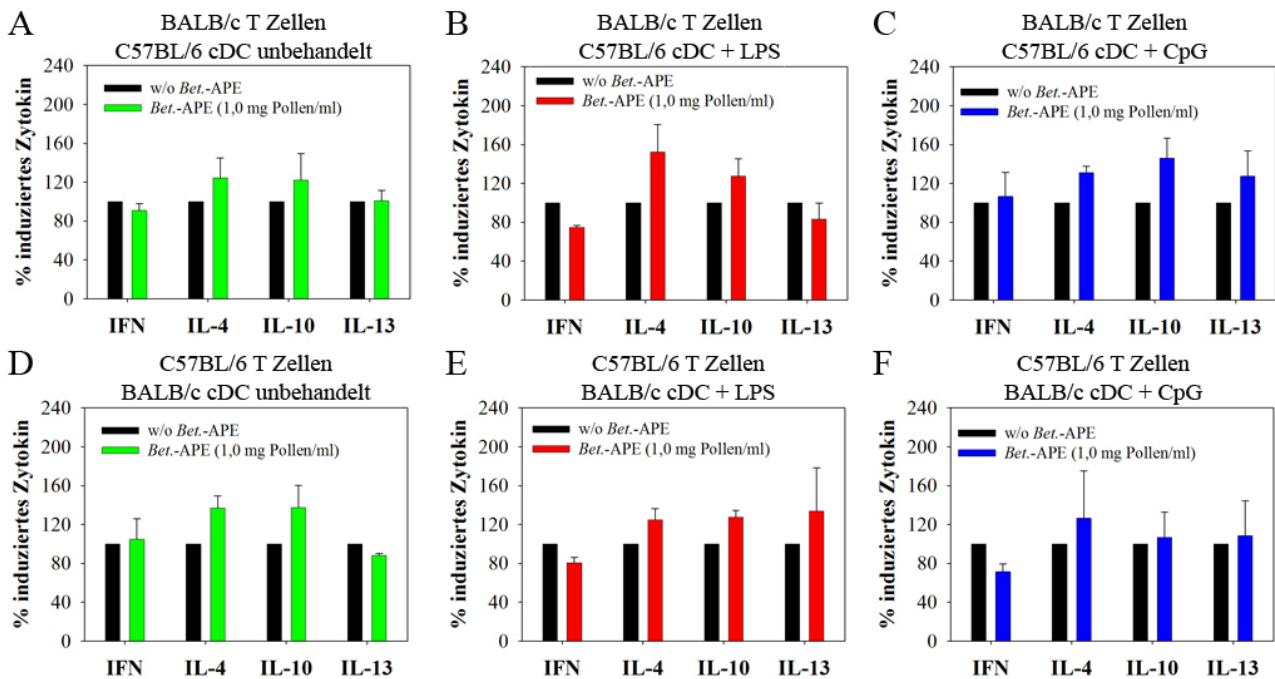 A
BALB/c T Zellen
C57BL/6 cDC unbehandelt
% induziertes Zytokin
240
200
160
120
80
40
0
w/o Bet.-APE
Bet.-APE (1,0 mg Pollen/ml)
IFN IL-4 IL-10 IL-13
B
BALB/c T Zellen
C57BL/6 cDC + LPS
% induziertes Zytokin
240
200
160
120
80
40
0
w/o Bet.-APE
Bet.-APE (1,0 mg Pollen/ml)
IFN IL-4 IL-10 IL-13
C
BALB/c T Zellen
C57BL/6 cDC + CpG
% induziertes Zytokin
240
200
160
120
80
40
0
w/o Bet.-APE
Bet.-APE (1,0 mg Pollen/ml)
IFN IL-4 IL-10 IL-13
D
C57BL/6 T Zellen
BALB/c cDC unbehandelt
% induziertes Zytokin
240
200
160
120
80
40
0
w/o Bet.-APE
Bet.-APE (1,0 mg Pollen/ml)
IFN IL-4 IL-10 IL-13
E
C57BL/6 T Zellen
BALB/c cDC + LPS
% induziertes Zytokin
240
200
160
120
80
40
0
w/o Bet.-APE
Bet.-APE (1,0 mg Pollen/ml)
IFN IL-4 IL-10 IL-13
F
C57BL/6 T Zellen
BALB/c cDC + CpG
% induziertes Zytokin
240
200
160
120
80
40
0
w/o Bet.-APE
Bet.-APE (1,0 mg Pollen/ml)
IFN IL-4 IL-10 IL-13